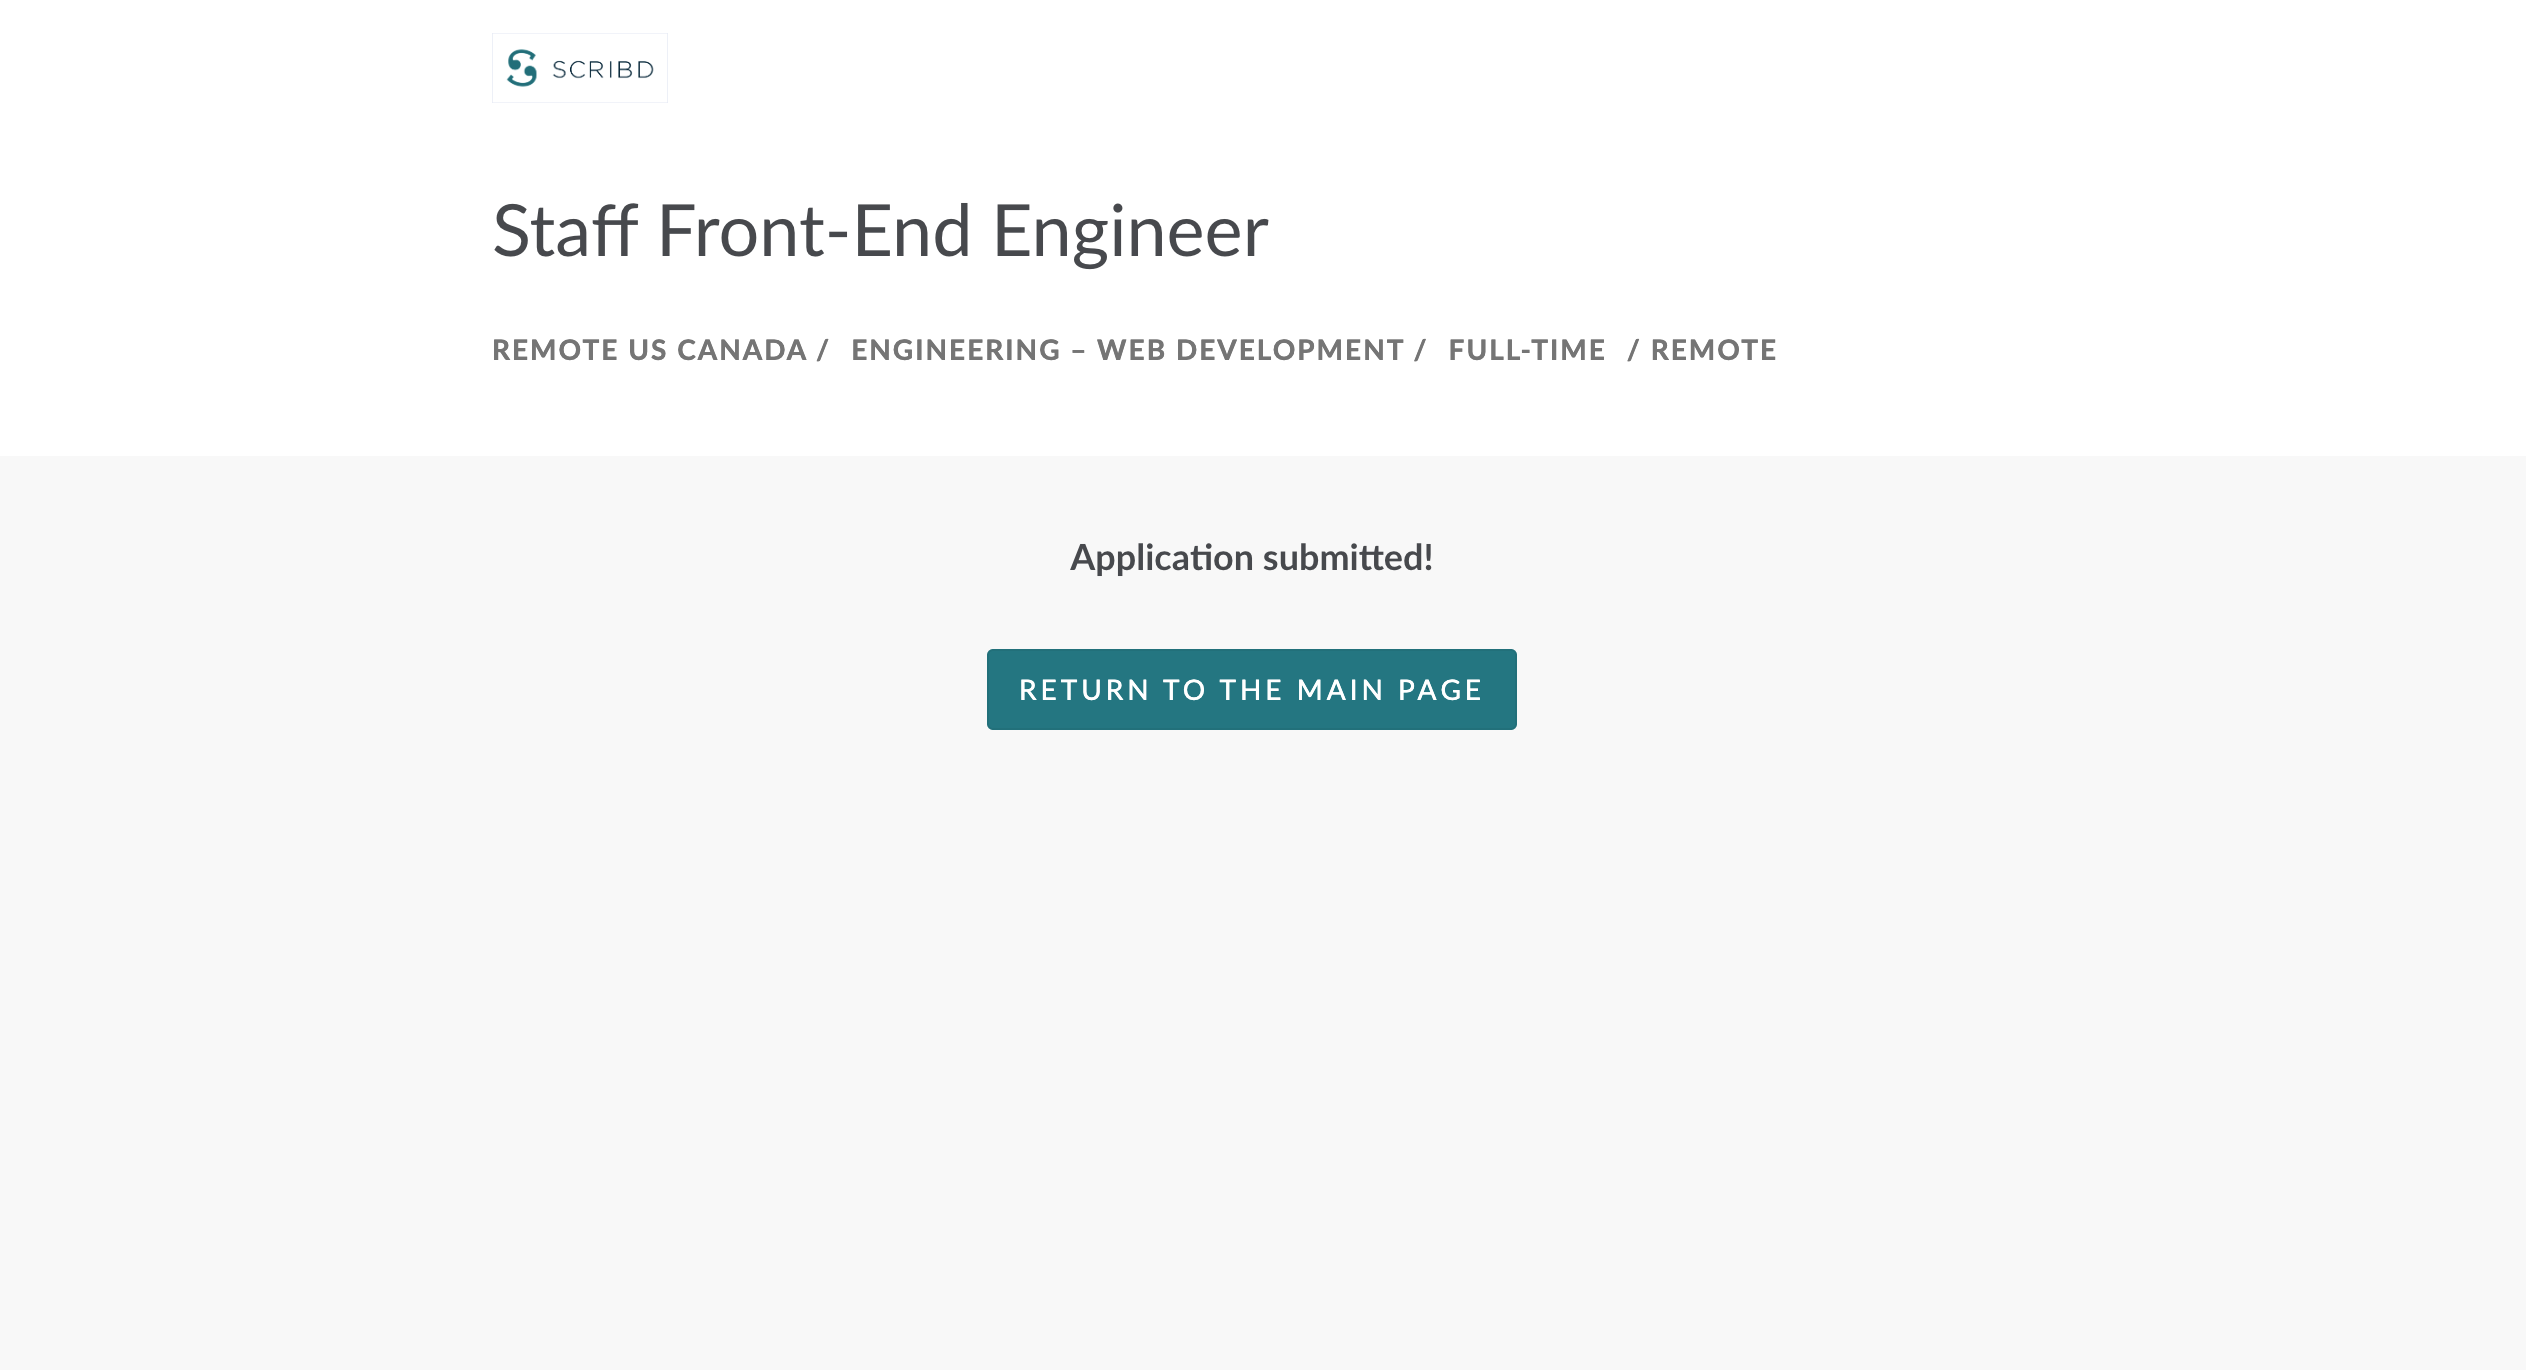 SCRIBD
Staff Front-End Engineer
REMOTE US CANADA / ENGINEERING – WEB DEVELOPMENT / FULL-TIME / REMOTE
Application submitted!
RETURN TO THE MAIN PAGE